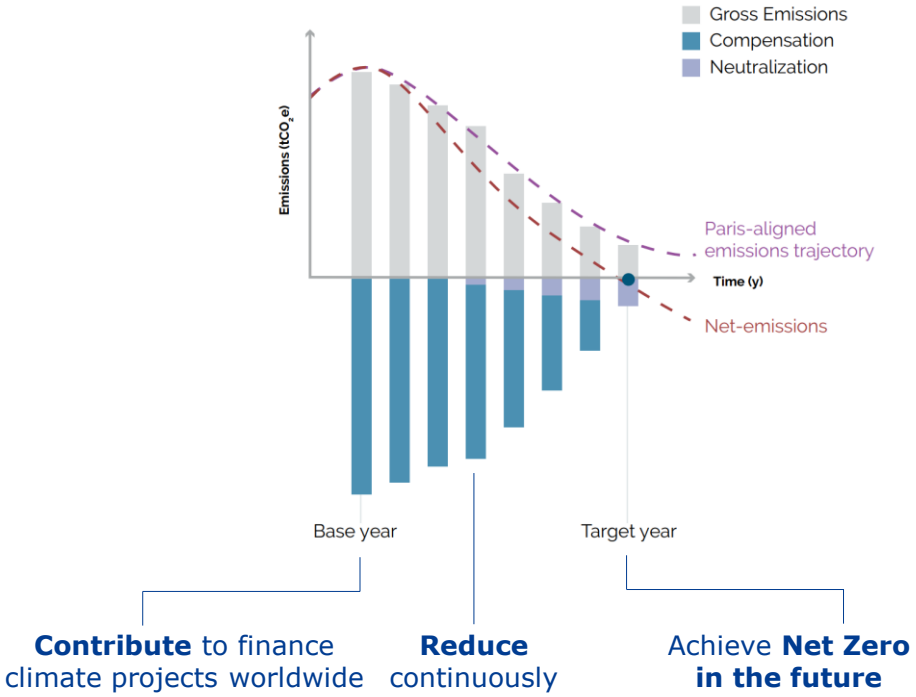 Gross Emissions
Compensation
Neutralization
Emissions (tCO₂e)
Paris-aligned
emissions trajectory
Time (y)
Net-emissions
Base year
Target year
Contribute to finance
climate projects worldwide
Reduce
continuously
Achieve Net Zero
in the future